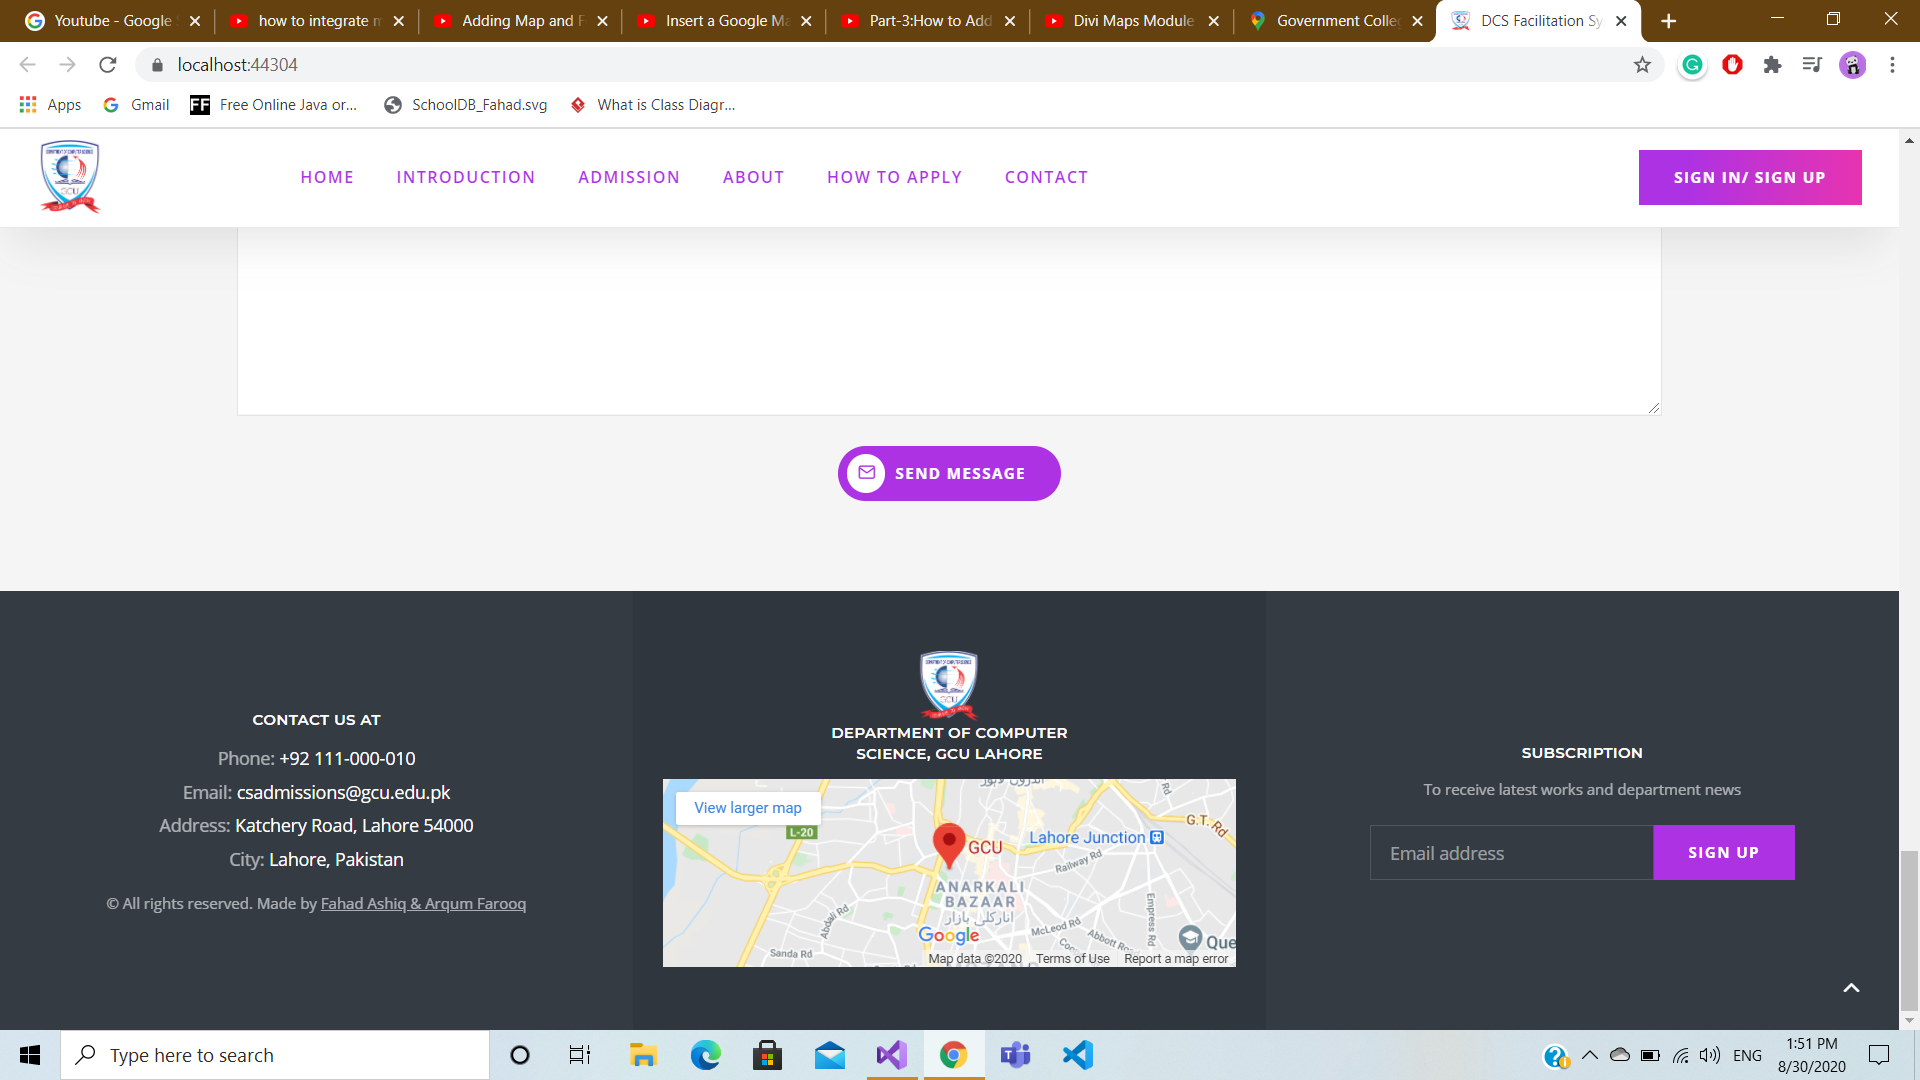 Youtube - Google
how to integrate m
Adding Map and F
Insert a Google Ma
Part-3:How to Add
Divi Maps Module
Government Colle
DCS Facilitation Sy
localhost:44304
Apps
Gmail
FF
Free Online Java or...
SchoolDB_Fahad.svg
What is Class Diagr...
GCU
HOME
INTRODUCTION
ADMISSION
ABOUT
HOW TO APPLY
CONTACT
SIGN IN/ SIGN UP
SEND MESSAGE
CONTACT US AT
Phone: +92 111-000-010
Email: csadmissions@gcu.edu.pk
Address: Katchery Road, Lahore 54000
City: Lahore, Pakistan
© All rights reserved. Made by Fahad Ashiq & Arqum Farooq
GCU
DEPARTMENT OF COMPUTER
SCIENCE, GCU LAHORE
View larger map
L-20
Rd
G.T. Rd
Lahore Junction
GCU
Railway Rd
ANARKALI
BAZAAR
انارکلی بازار
Abdali Rd
Empress Rd
McLeod Rd
Abbott Roa
Google
Que
Sanda Rd
Map data ©2020
Terms of Use
Report a map error
SUBSCRIPTION
To receive latest works and department news
Email address
SIGN UP
Type here to search
ENG
1:51 PM
8/30/2020